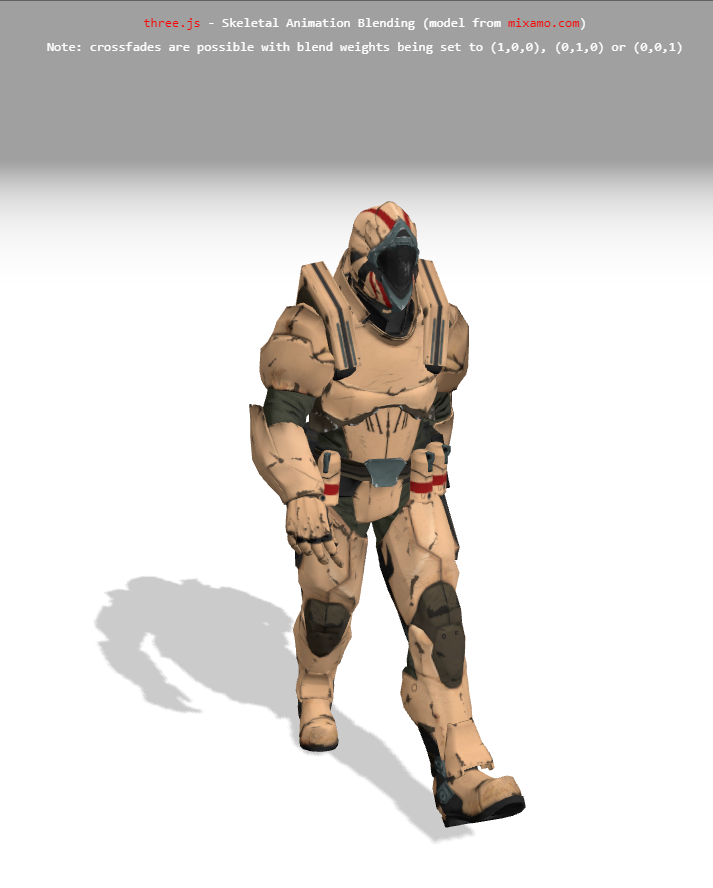 three.js - Skeletal Animation Blending (model from mixamo.com)
Note: crossfades are possible with blend weights being set to (1,0,0), (0,1,0) or (0,0,1)